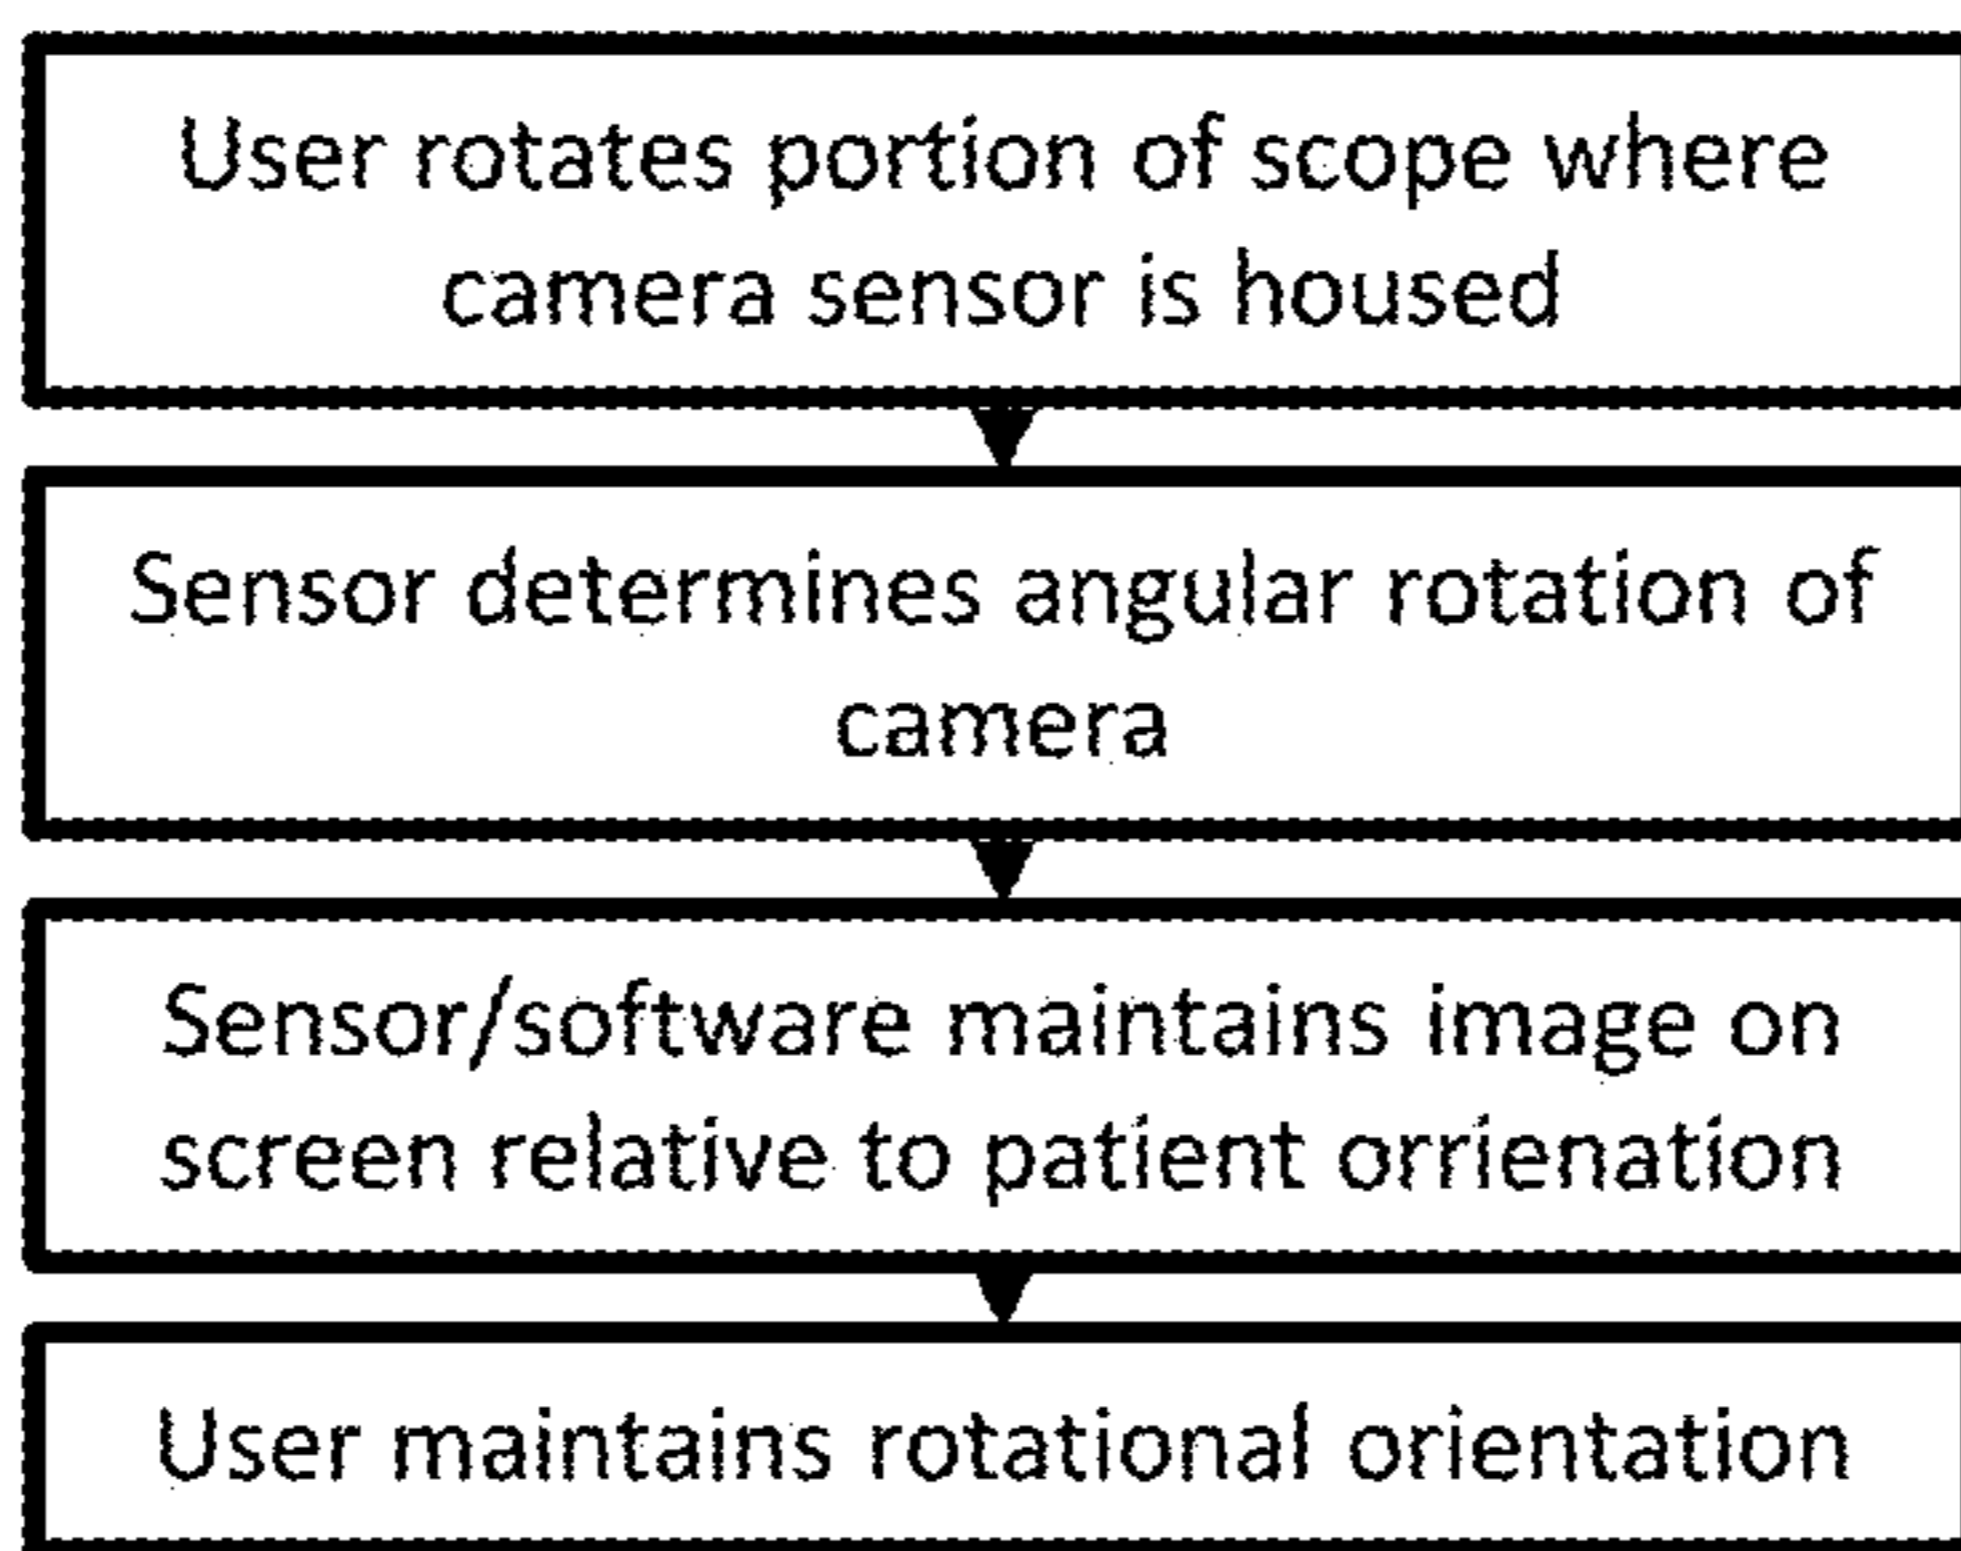 User rotates portion of scope where
camera sensor is housed
Sensor determines angular rotation of
camera
Sensor/software maintains image on
screen relative to patient orrienation
User maintains rotational orientation